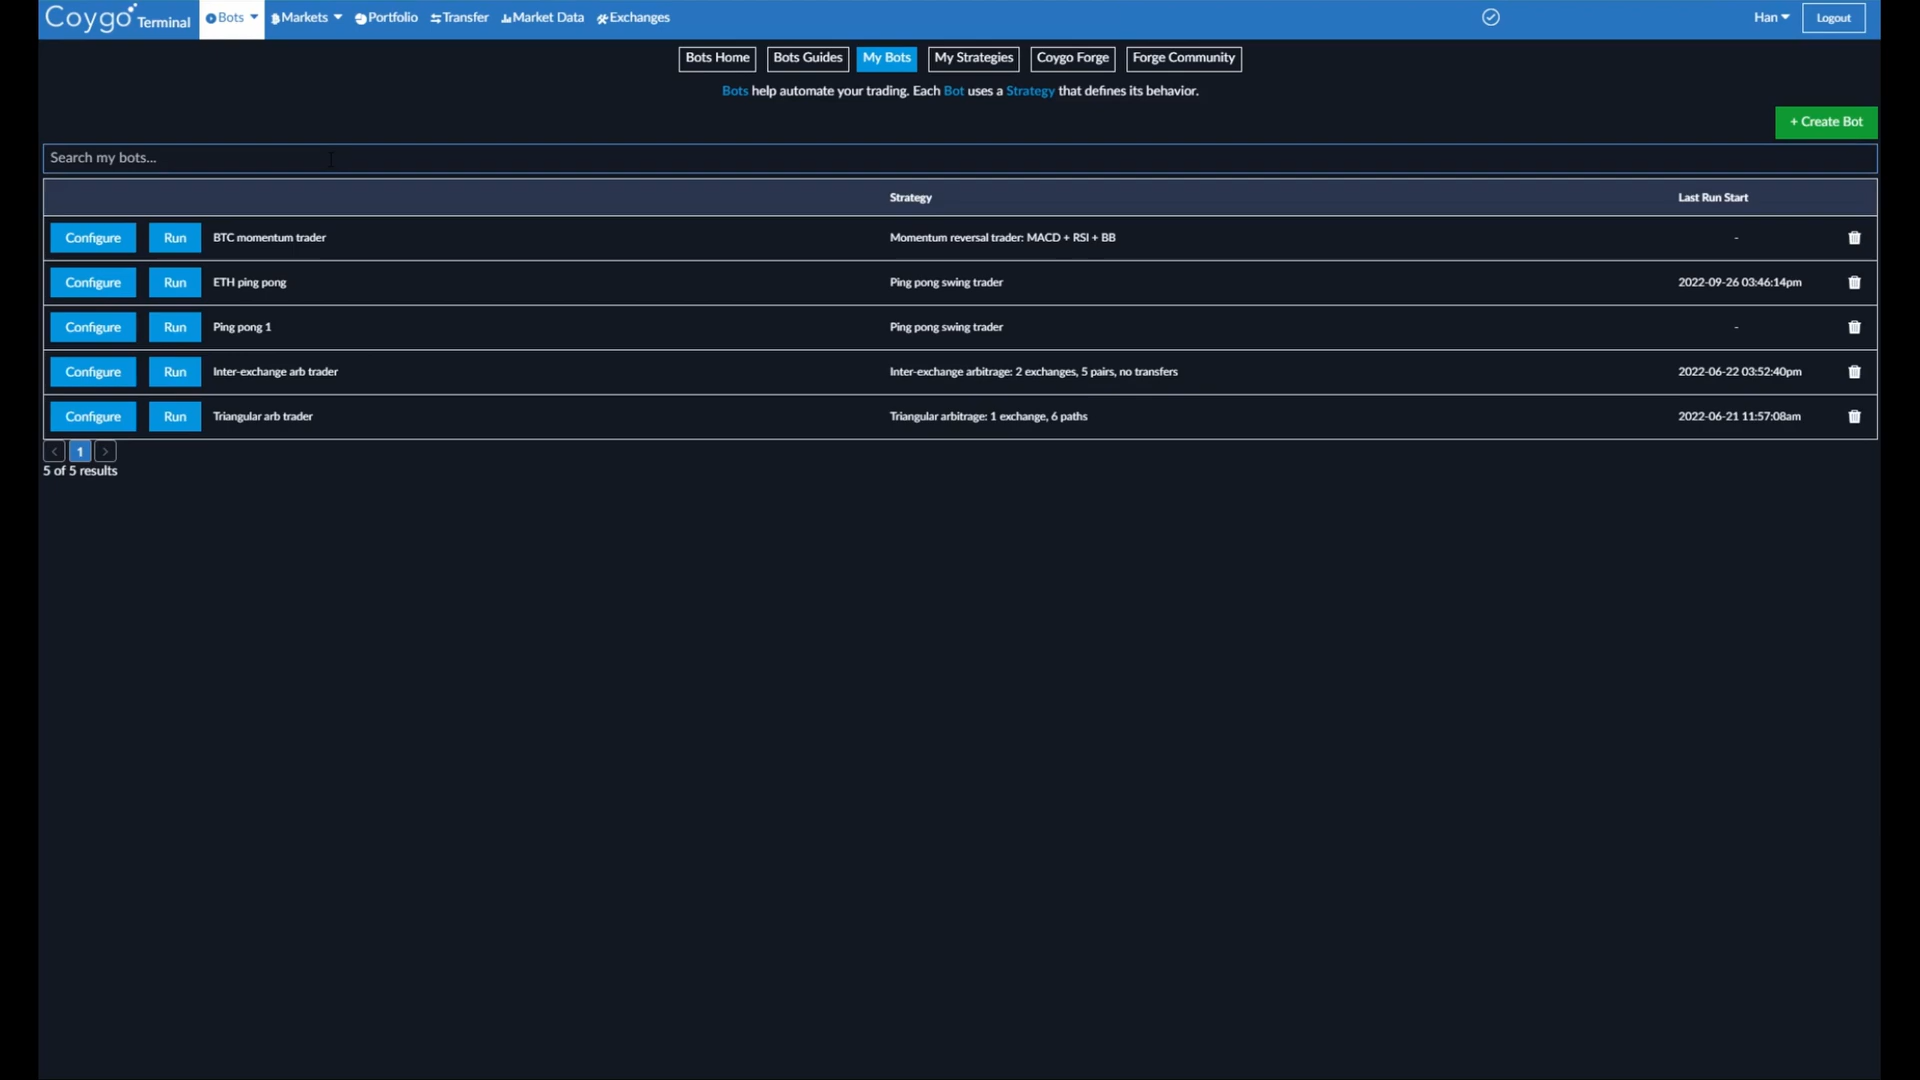 Coygo Terminal Bots Markets Portfolio Transfer Market Data Exchanges Han Logout
Bots Home Bots Guides My Bots My Strategies Coygo Forge Forge Community
Bots help automate your trading. Each Bot uses a Strategy that defines its behavior.
+ Create Bot
Search my bots...
Strategy Last Run Start
Configure Run BTC momentum trader Momentum reversal trader: MACD + RSI + BB -
Configure Run ETH ping pong Ping pong swing trader 2022-09-26 03:46:14pm
Configure Run Ping pong 1 Ping pong swing trader -
Configure Run Inter-exchange arb trader Inter-exchange arbitrage: 2 exchanges, 5 pairs, no transfers 2022-06-22 03:52:40pm
Configure Run Triangular arb trader Triangular arbitrage: 1 exchange, 6 paths 2022-06-21 11:57:08am
< 1 >
5 of 5 results